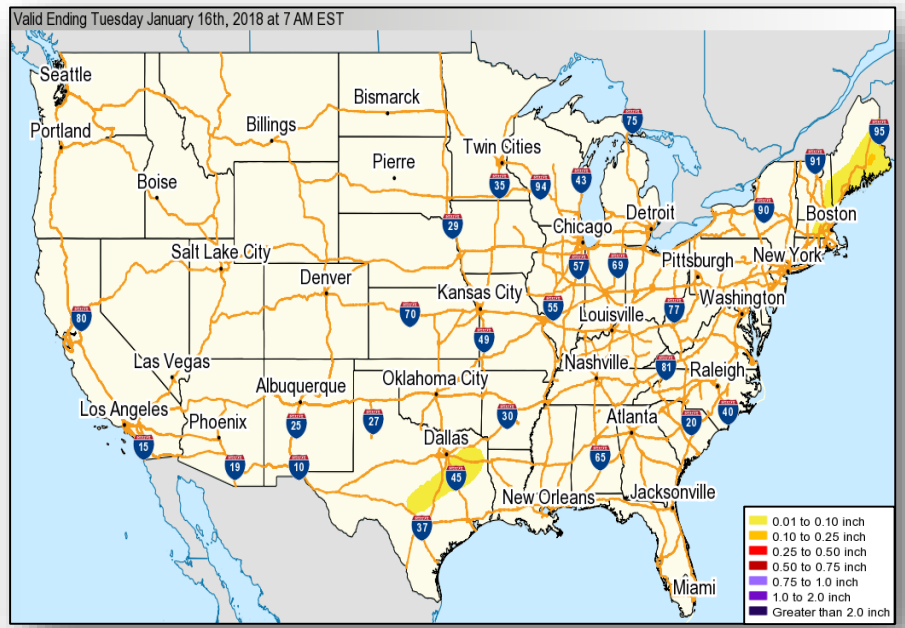 Valid Ending Tuesday January 16th, 2018 at 7 AM EST
Seattle
Portland
Billings
Bismarck
Pierre
Boise
Twin Cities
75
95
91
35
94
43
90
Boston
29
Chicago
Detroit
Salt Lake City
Denver
57
69
Pittsburgh
New York
Kansas City
80
70
55
Louisville
77
Washington
49
Las Vegas
Albuquerque
Oklahoma City
Nashville
81
Raleigh
Los Angeles
Phoenix
25
27
30
Atlanta
20
40
Dallas
15
19
10
45
65
New Orleans
Jacksonville
37
Miami
0.01 to 0.10 inch
0.10 to 0.25 inch
0.25 to 0.50 inch
0.50 to 0.75 inch
0.75 to 1.0 inch
1.0 to 2.0 inch
Greater than 2.0 inch